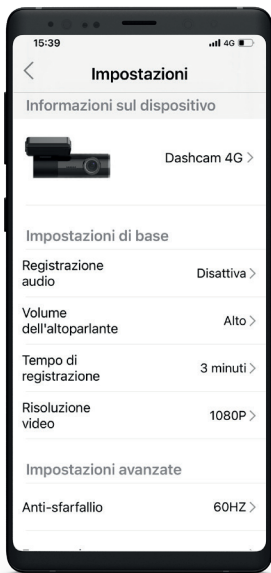 15:39
4G
Impostazioni
Informazioni sul dispositivo
Dashcam 4G
Impostazioni di base
Registrazione
audio
Disattiva
Volume
dell'altoparlante
Alto
Tempo di
registrazione
3 minuti
Risoluzione
video
1080P
Impostazioni avanzate
Anti-sfarfallio
60HZ